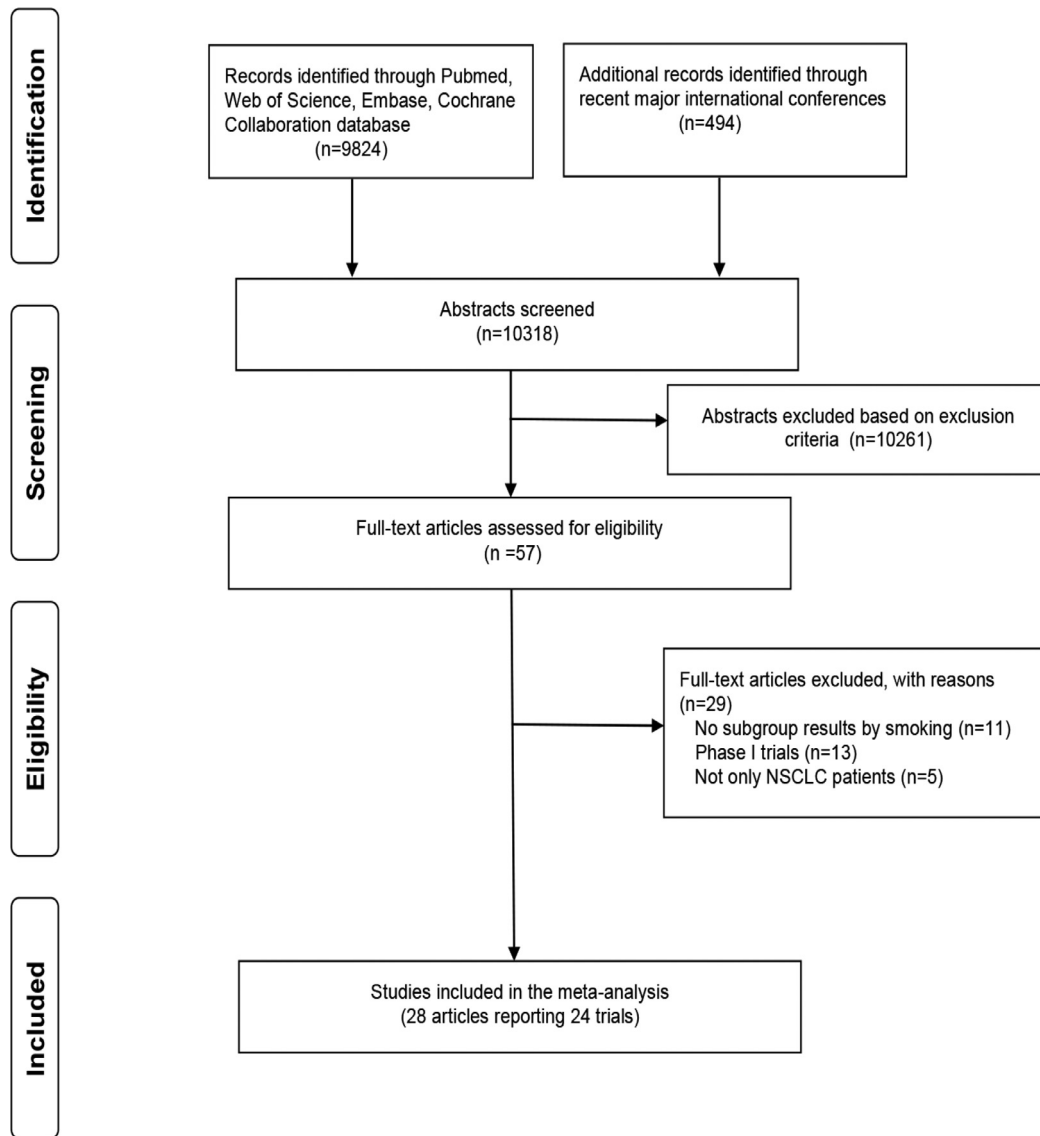 Identification
Records identified through Pubmed,
Web of Science, Embase, Cochrane
Collaboration database
(n=9824)
Additional records identified through
recent major international conferences
(n=494)
Screening
Abstracts screened
(n=10318)
Abstracts excluded based on exclusion
criteria (n=10261)
Full-text articles assessed for eligibility
(n =57)
Eligibility
Full-text articles excluded, with reasons
(n=29)
No subgroup results by smoking (n=11)
Phase I trials (n=13)
Not only NSCLC patients (n=5)
Included
Studies included in the meta-analysis
(28 articles reporting 24 trials)